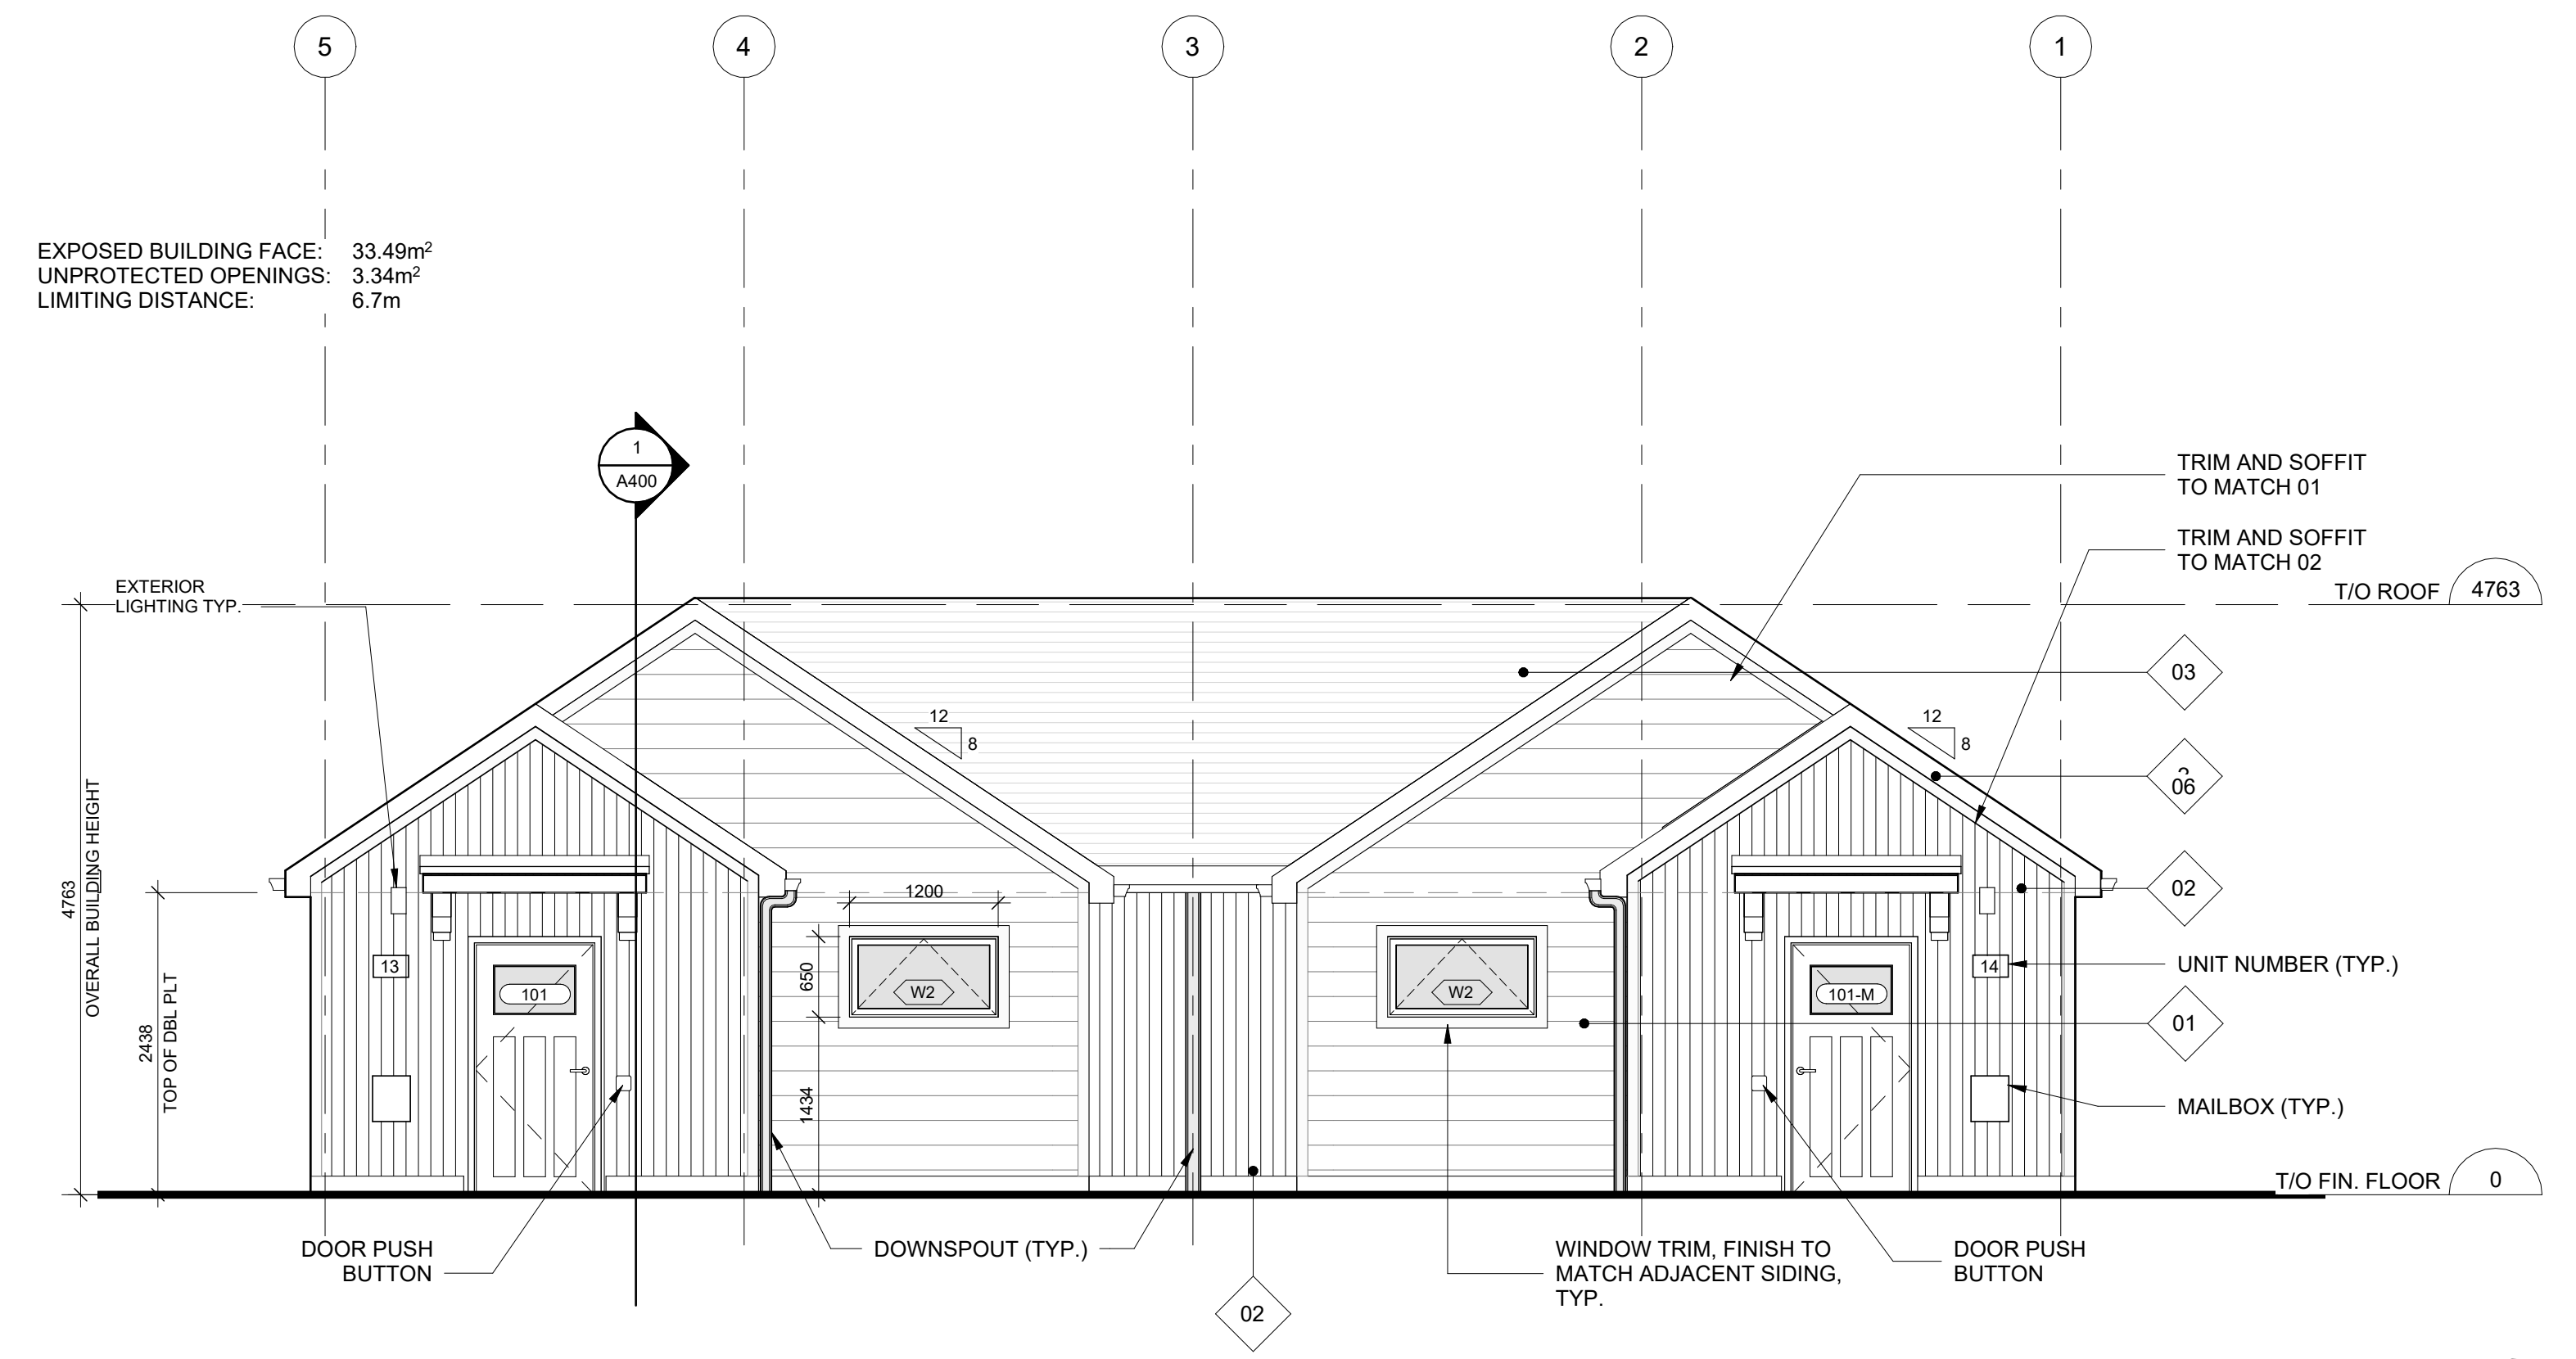 5
4
3
2
1
EXPOSED BUILDING FACE: 33.49m²
UNPROTECTED OPENINGS: 3.34m²
LIMITING DISTANCE: 6.7m
1
A400
TRIM AND SOFFIT
TO MATCH 01
TRIM AND SOFFIT
TO MATCH 02
T/O ROOF 4763
EXTERIOR
LIGHTING TYP.
03
12
8
12
8
06
4763
OVERALL BUILDING HEIGHT
2438
TOP OF DBL PLT
02
1200
650
1434
13
101
W2
W2
101-M
14
UNIT NUMBER (TYP.)
01
MAILBOX (TYP.)
T/O FIN. FLOOR 0
DOOR PUSH
BUTTON
DOWNSPOUT (TYP.)
02
WINDOW TRIM, FINISH TO
MATCH ADJACENT SIDING,
TYP.
DOOR PUSH
BUTTON